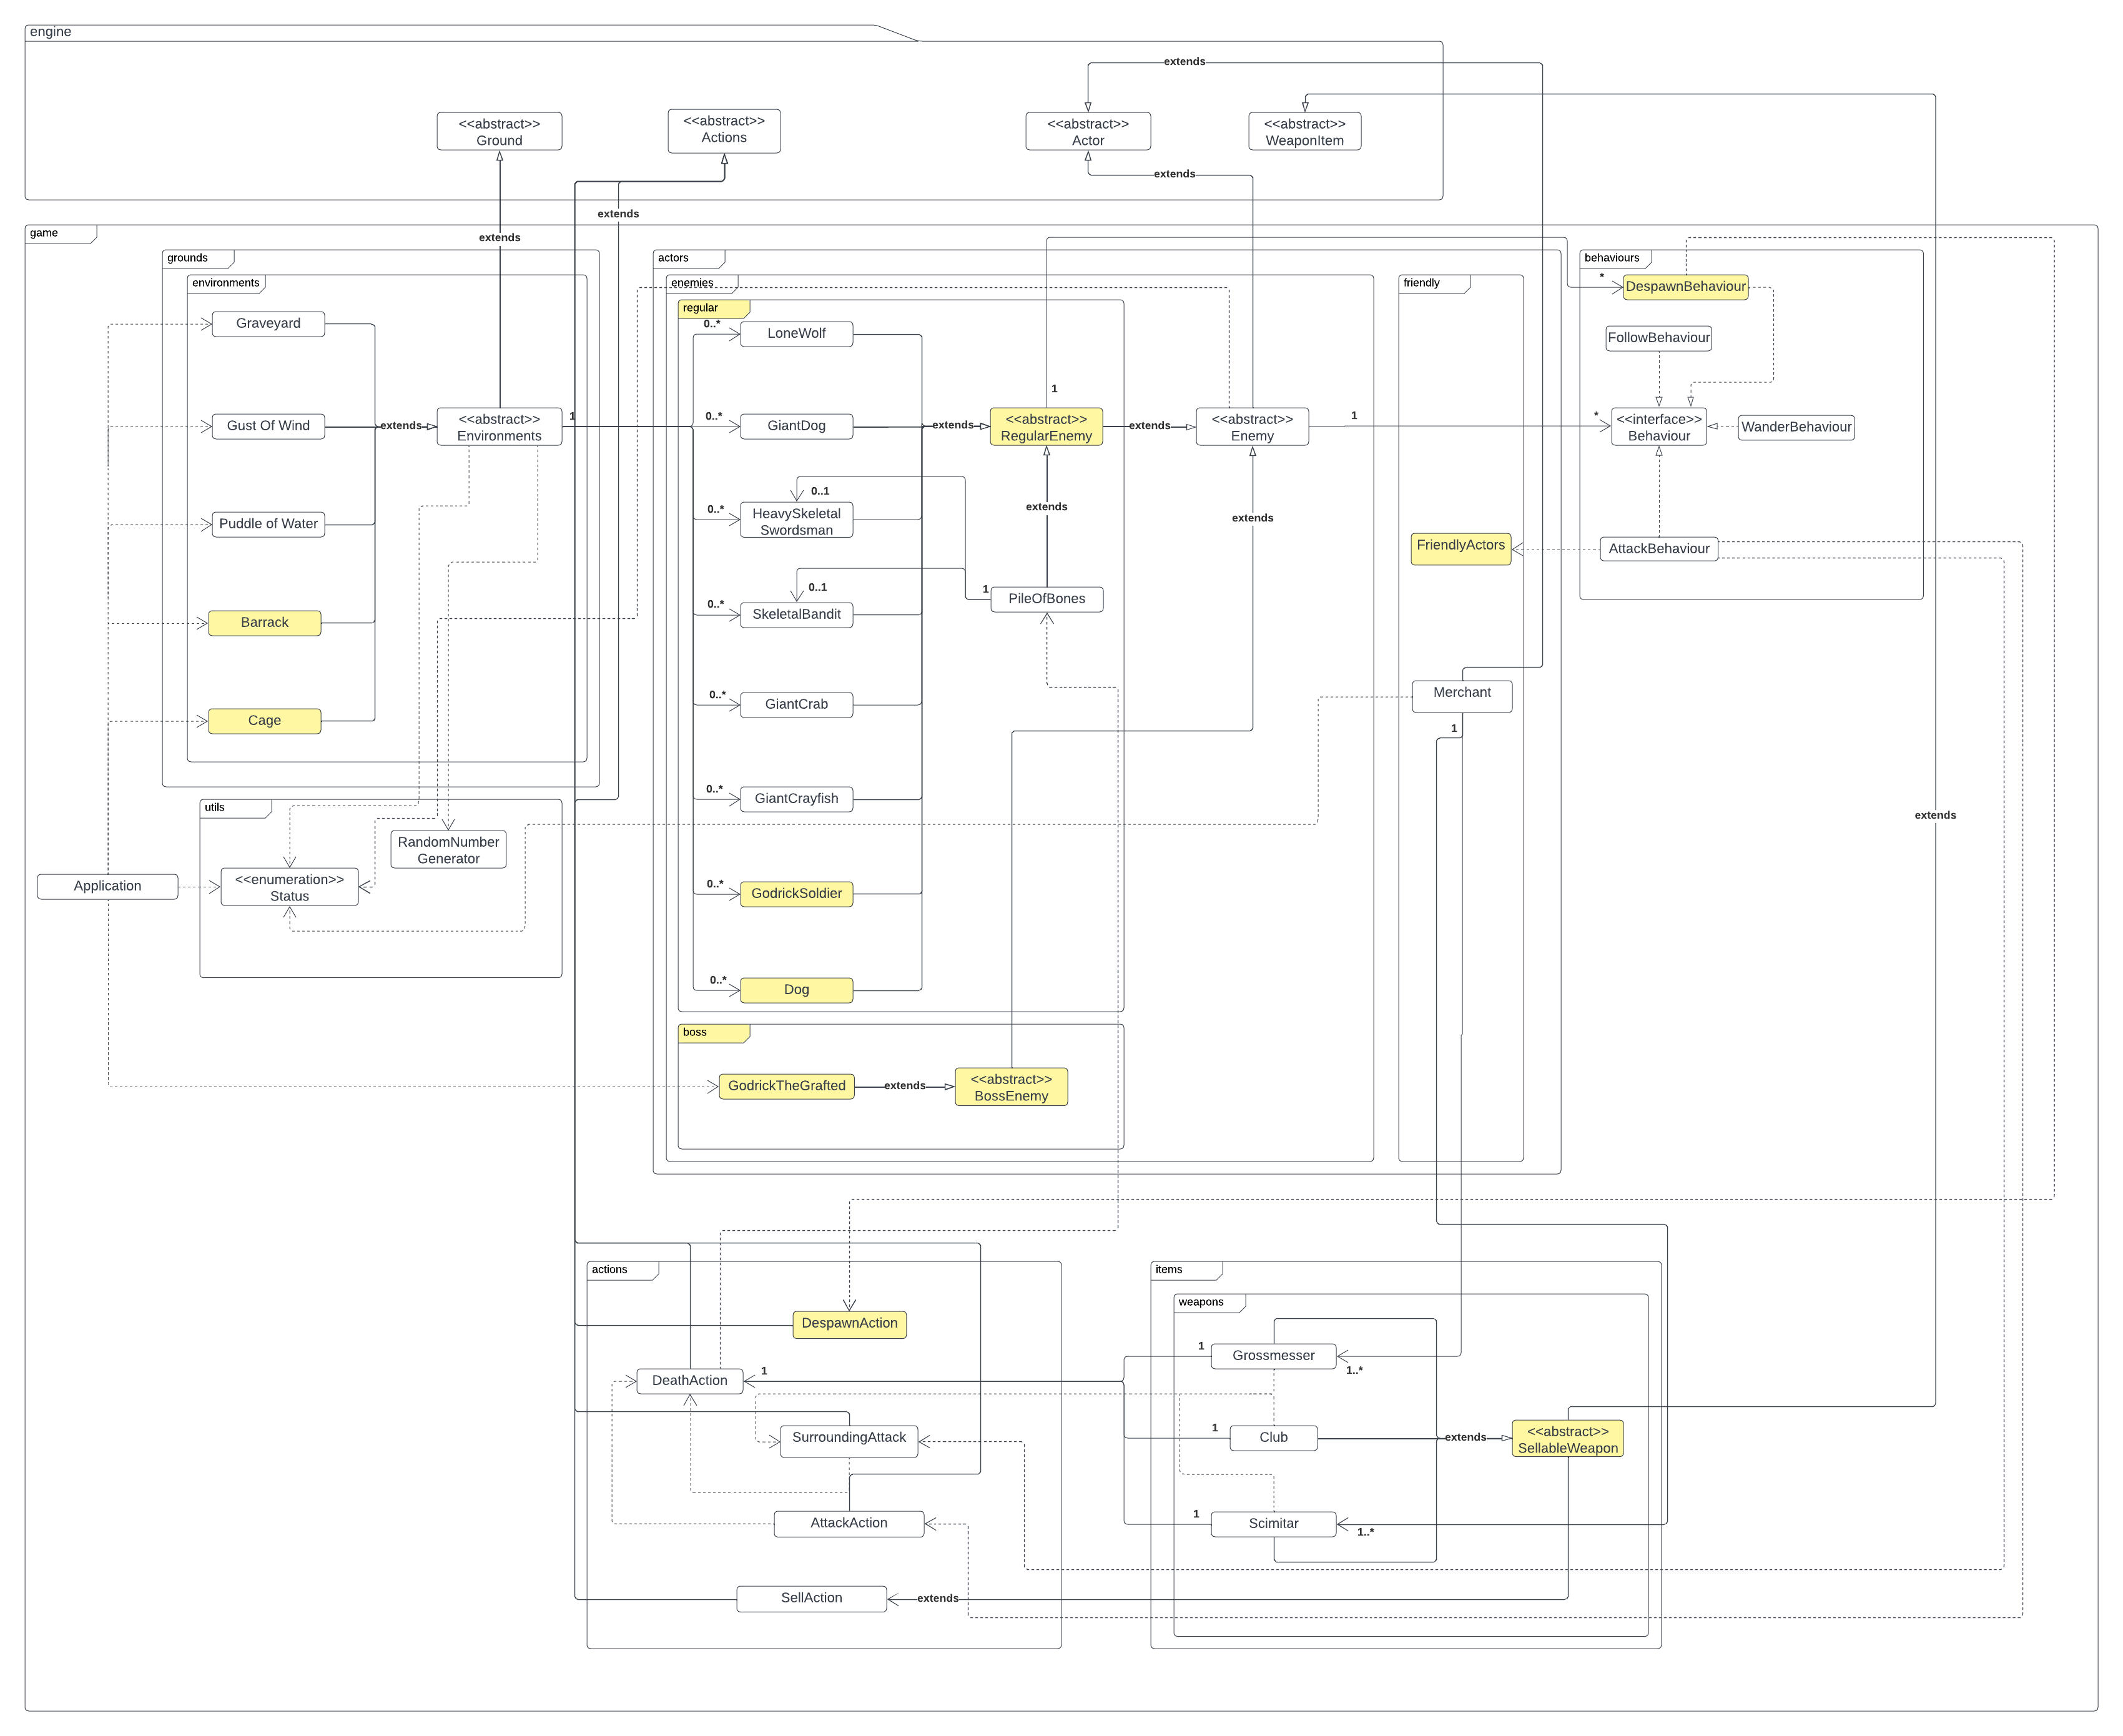 engine
extends
<<abstract>>
Ground
<<abstract>>
Actions
<<abstract>>
Actor
<<abstract>>
WeaponItem
extends
extends
extends
game
grounds
environments
Graveyard
Gust Of Wind
Puddle of Water
Barrack
Cage
extends
<<abstract>>
Environments
1
actors
enemies
regular
0..*
LoneWolf
0..*
GiantDog
0..*
HeavySkeletal
Swordsman
0..1
0..*
SkeletalBandit
0..1
0..*
GiantCrab
0..*
GiantCrayfish
0..*
GodrickSoldier
0..*
Dog
extends
1
<<abstract>>
RegularEnemy
extends
<<abstract>>
Enemy
1
extends
1
PileOfBones
extends
boss
GodrickTheGrafted
extends
<<abstract>>
BossEnemy
friendly
FriendlyActors
Merchant
1
behaviours
*
DespawnBehaviour
FollowBehaviour
*
<<interface>>
Behaviour
WanderBehaviour
AttackBehaviour
extends
utils
RandomNumber
Generator
<<enumeration>>
Status
Application
actions
DespawnAction
DeathAction
1
SurroundingAttack
AttackAction
SellAction
extends
items
weapons
1
Grossmesser
1..*
1
Club
extends
<<abstract>>
SellableWeapon
1
Scimitar
1..*